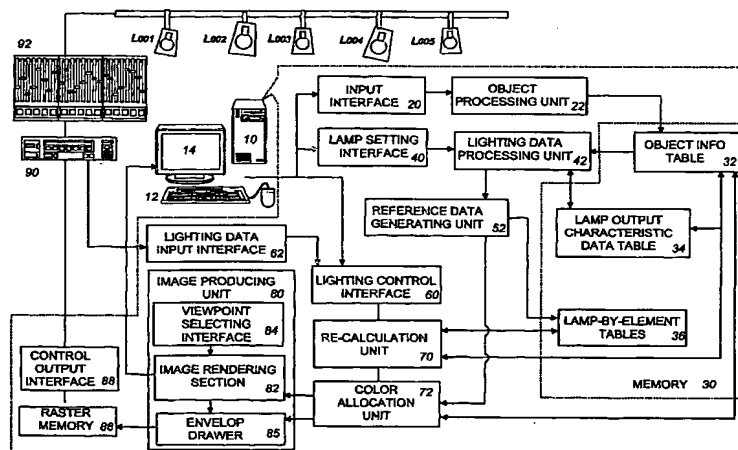 92
L001
L002
L003
L004
L005
INPUT
INTERFACE 20
OBJECT
PROCESSING UNIT 22
10
14
12
90
LAMP SETTING
INTERFACE 40
LIGHTING DATA
PROCESSING UNIT 42
OBJECT INFO
TABLE 32
REFERENCE DATA
GENERATING UNIT 52
LAMP OUTPUT
CHARACTERISTIC
DATA TABLE 34
LIGHTING DATA
INPUT INTERFACE 62
LIGHTING CONTROL
INTERFACE 60
IMAGE PRODUCING
UNIT 80
VIEWPOINT
SELECTING
INTERFACE 84
LAMP-BY-ELEMENT
TABLES 36
RE-CALCULATION
UNIT 70
CONTROL
OUTPUT
INTERFACE 88
IMAGE RENDERING
SECTION 82
COLOR
ALLOCATION
UNIT 72
MEMORY 30
RASTER
MEMORY 86
ENVELOP
DRAWER 85